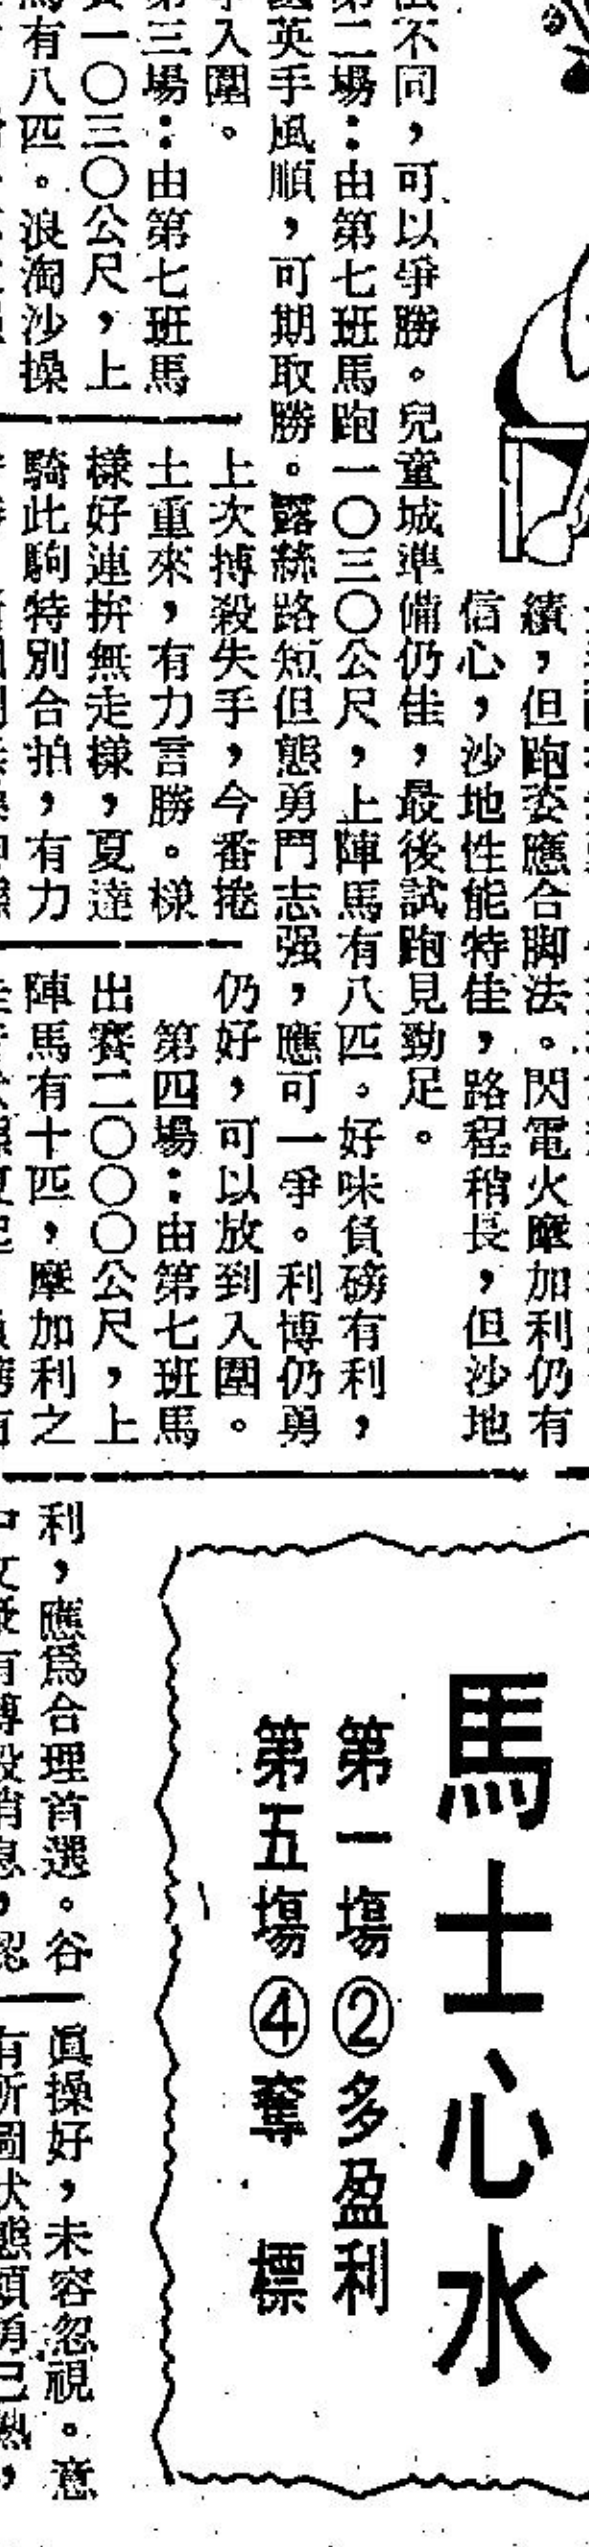 績，但跑姿應合脚法。閃電火摩加利仍有
信心，沙地性能特佳，路程稍長，但沙地
不同，可以爭勝。兒童城準備仍佳，最後試跑見勁足。
第二場：由第七班馬跑一〇三〇公尺，上陣馬有八匹。好味負磅有利，
英手風順，可期取勝。露絲路短但態勇鬥志强，應可一爭。利博仍勇
仍好，可以放到入圍。
入圍。
第三場：由第七班馬
一〇三〇公尺，上
馬有八匹。浪淘沙操
上次搏殺失手，今番捲
土重來，有力言勝。樣
樣好連拚無走樣，夏達
騎此駒特別合拍，有力
第四場：由第七班馬
出賽二〇〇〇公尺，上
陣馬有十匹，摩加利之
馬士心水
第一場②多盈利
第五場④奪標
利，應爲合理首選。谷
眞操好，未容忽視。意